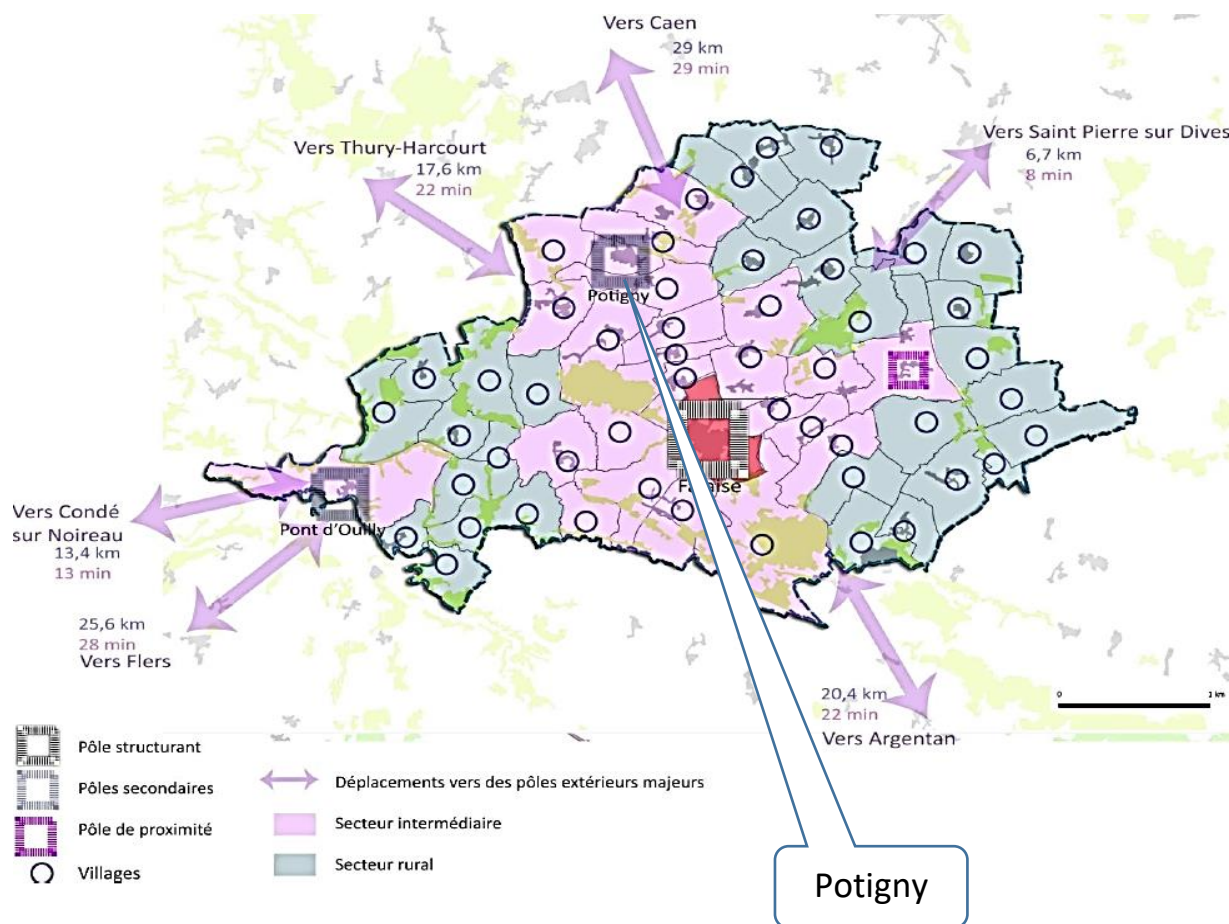 Vers Caen
29 km
29 min
Vers Thury-Harcourt
17,6 km
22 min
Vers Saint Pierre sur Dives
6,7 km
8 min
Potigny
Falaise
Pont d'Ouilly
Vers Condé
sur Noireau
13,4 km
13 min
25,6 km
28 min
Vers Flers
20,4 km
22 min
Vers Argentan
0
2 km
Pôle structurant
Pôles secondaires
Pôle de proximité
Villages
Déplacements vers des pôles extérieurs majeurs
Secteur intermédiaire
Secteur rural
Potigny